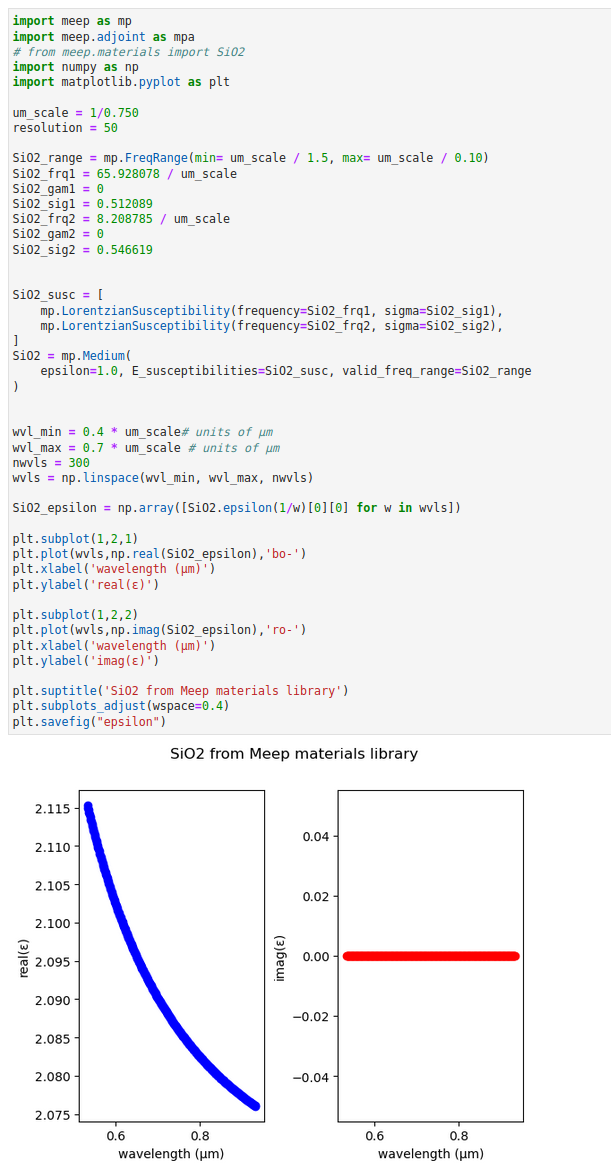 import meep as mp
import meep.adjoint as mpa
# from meep.materials import SiO2
import numpy as np
import matplotlib.pyplot as plt

um_scale = 1/0.750
resolution = 50

SiO2_range = mp.FreqRange(min= um_scale / 1.5, max= um_scale / 0.10)
SiO2_frq1 = 65.928078 / um_scale
SiO2_gam1 = 0
SiO2_sig1 = 0.512089
SiO2_frq2 = 8.208785 / um_scale
SiO2_gam2 = 0
SiO2_sig2 = 0.546619

SiO2_susc = [
    mp.LorentzianSusceptibility(frequency=SiO2_frq1, sigma=SiO2_sig1),
    mp.LorentzianSusceptibility(frequency=SiO2_frq2, sigma=SiO2_sig2),
]
SiO2 = mp.Medium(
    epsilon=1.0, E_susceptibilities=SiO2_susc, valid_freq_range=SiO2_range
)

wvl_min = 0.4 * um_scale# units of μm
wvl_max = 0.7 * um_scale # units of μm
nwvls = 300
wvls = np.linspace(wvl_min, wvl_max, nwvls)

SiO2_epsilon = np.array([SiO2.epsilon(1/w)[0][0] for w in wvls])

plt.subplot(1,2,1)
plt.plot(wvls,np.real(SiO2_epsilon),'bo-')
plt.xlabel('wavelength (μm)')
plt.ylabel('real(ε)')

plt.subplot(1,2,2)
plt.plot(wvls,np.imag(SiO2_epsilon),'ro-')
plt.xlabel('wavelength (μm)')
plt.ylabel('imag(ε)')

plt.suptitle('SiO2 from Meep materials library')
plt.subplots_adjust(wspace=0.4)
plt.savefig("epsilon")
SiO2 from Meep materials library
real(ε)
2.115
2.110
2.105
2.100
2.095
2.090
2.085
2.080
2.075
0.6 0.8
wavelength (μm)
imag(ε)
0.04
0.02
0.00
−0.02
−0.04
0.6 0.8
wavelength (μm)